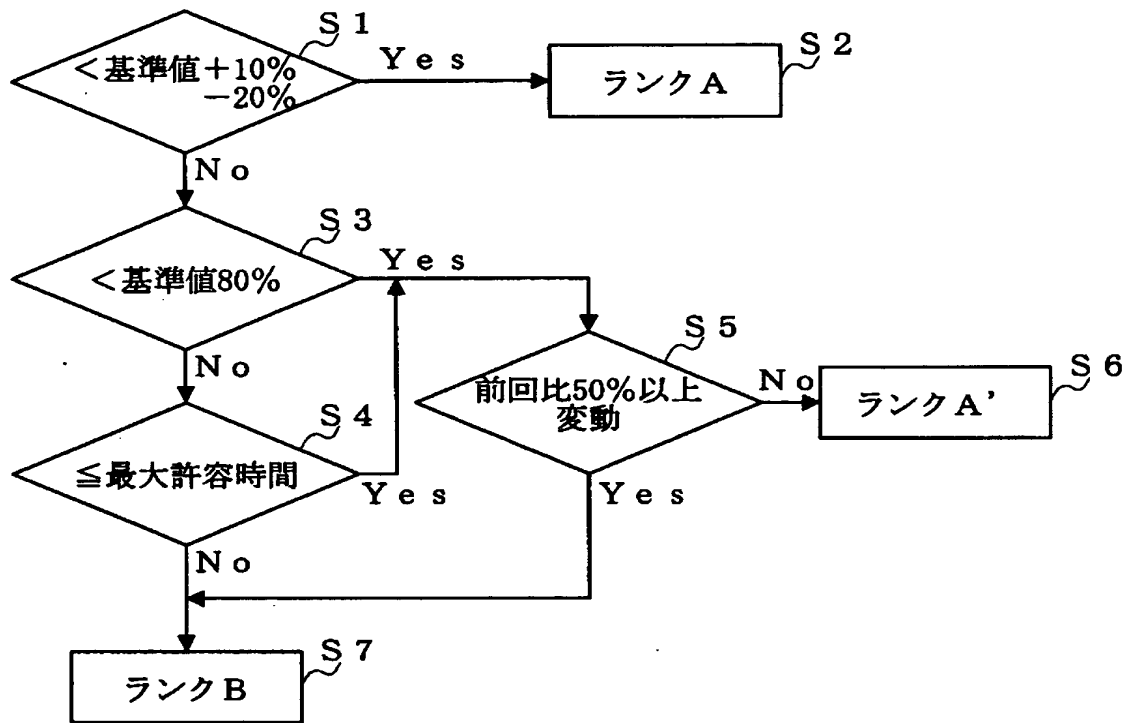 S1
<基準値+10%
-20%
Yes
S2
ランクA
No
S3
<基準値80%
Yes
No
S4
≦最大許容時間
Yes
No
S5
前回比50%以上
変動
No
S6
ランクA'
Yes
S7
ランクB